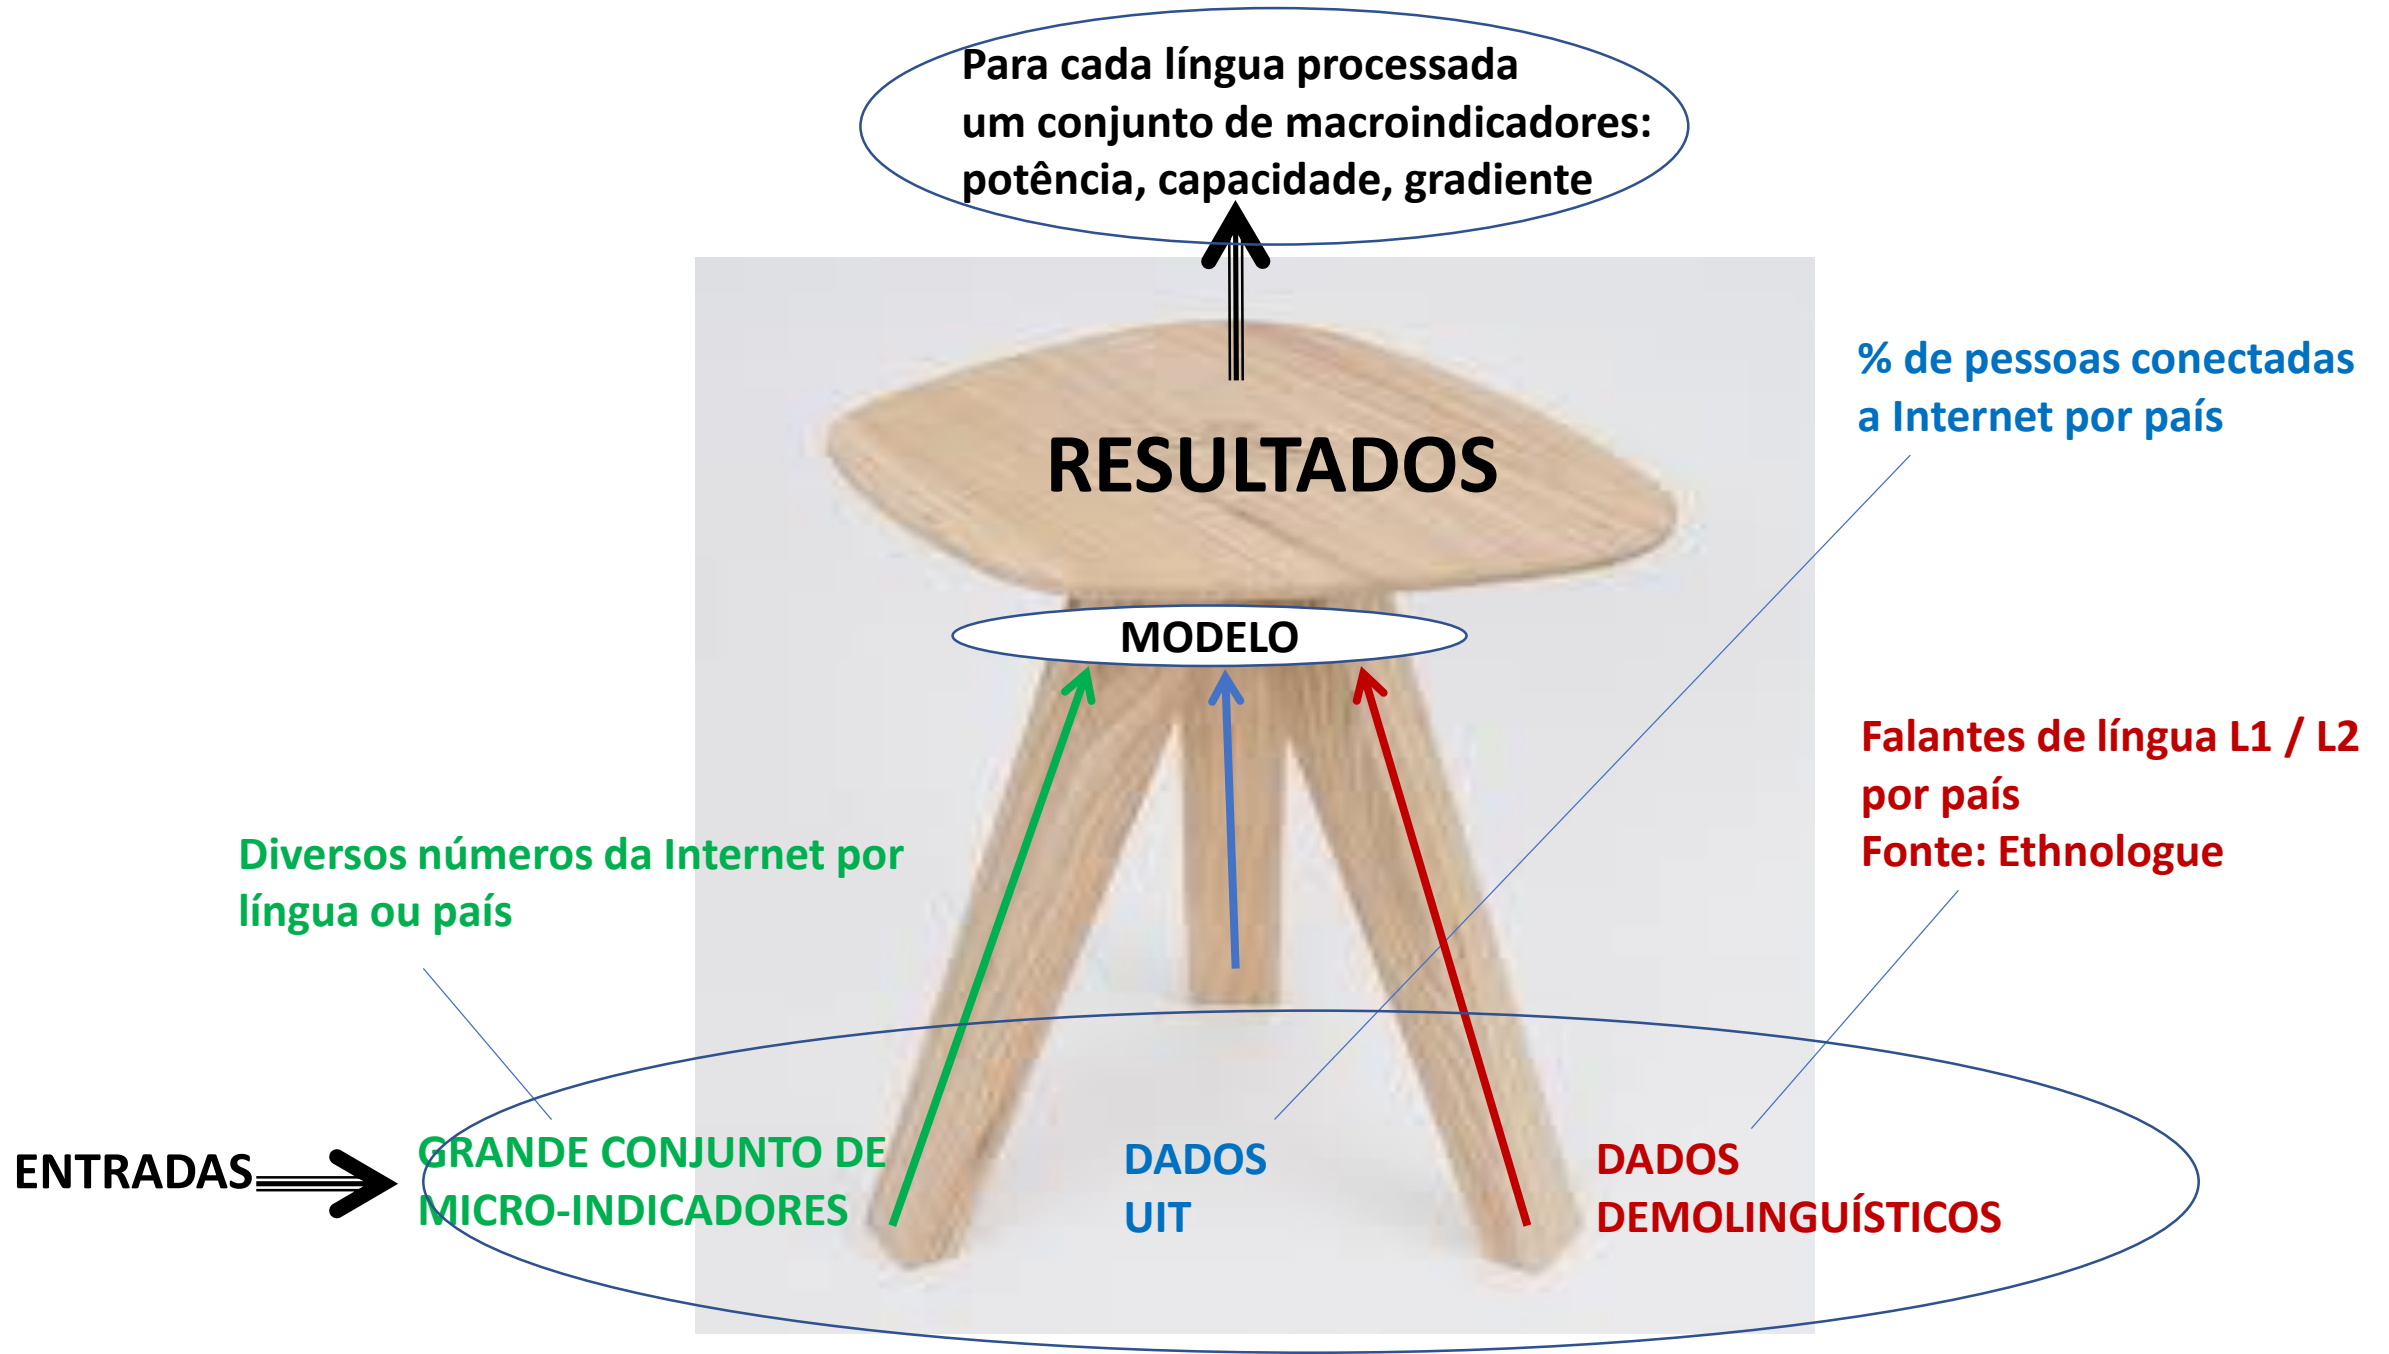 Para cada língua processada
um conjunto de macroindicadores:
potência, capacidade, gradiente
RESULTADOS
% de pessoas conectadas
a Internet por país
MODELO
Falantes de língua L1 / L2
por país
Fonte: Ethnologue
Diversos números da Internet por
língua ou país
ENTRADAS
GRANDE CONJUNTO DE
MICRO-INDICADORES
DADOS
UIT
DADOS
DEMOLINGUÍSTICOS